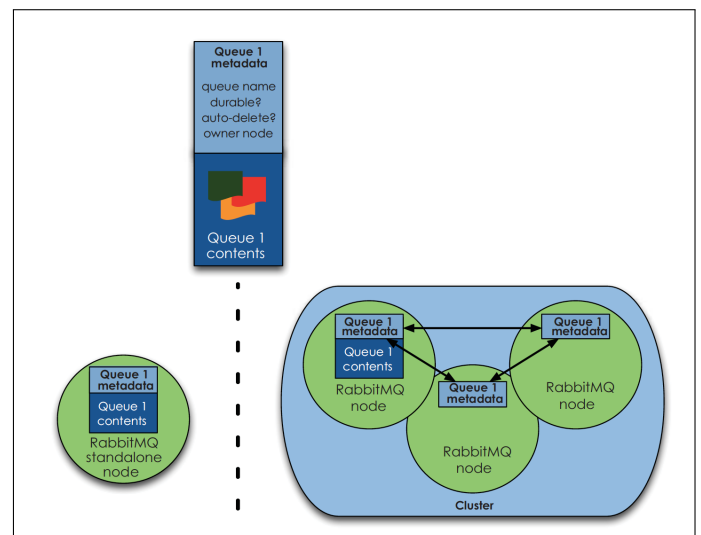 Queue 1
metadata
queue name
durable?
auto-delete?
owner node
Queue 1
contents
Queue 1
metadata
Queue 1
contents
RabbitMQ
standalone
node
Queue 1
metadata
Queue 1
contents
RabbitMQ
node
Queue 1
metadata
RabbitMQ
node
Queue 1
metadata
RabbitMQ
node
Cluster